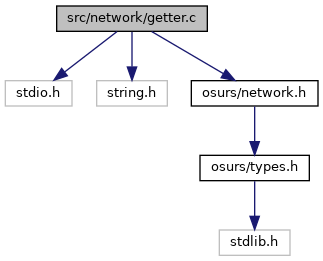 src/network/getter.c
stdio.h
string.h
osurs/network.h
osurs/types.h
stdlib.h